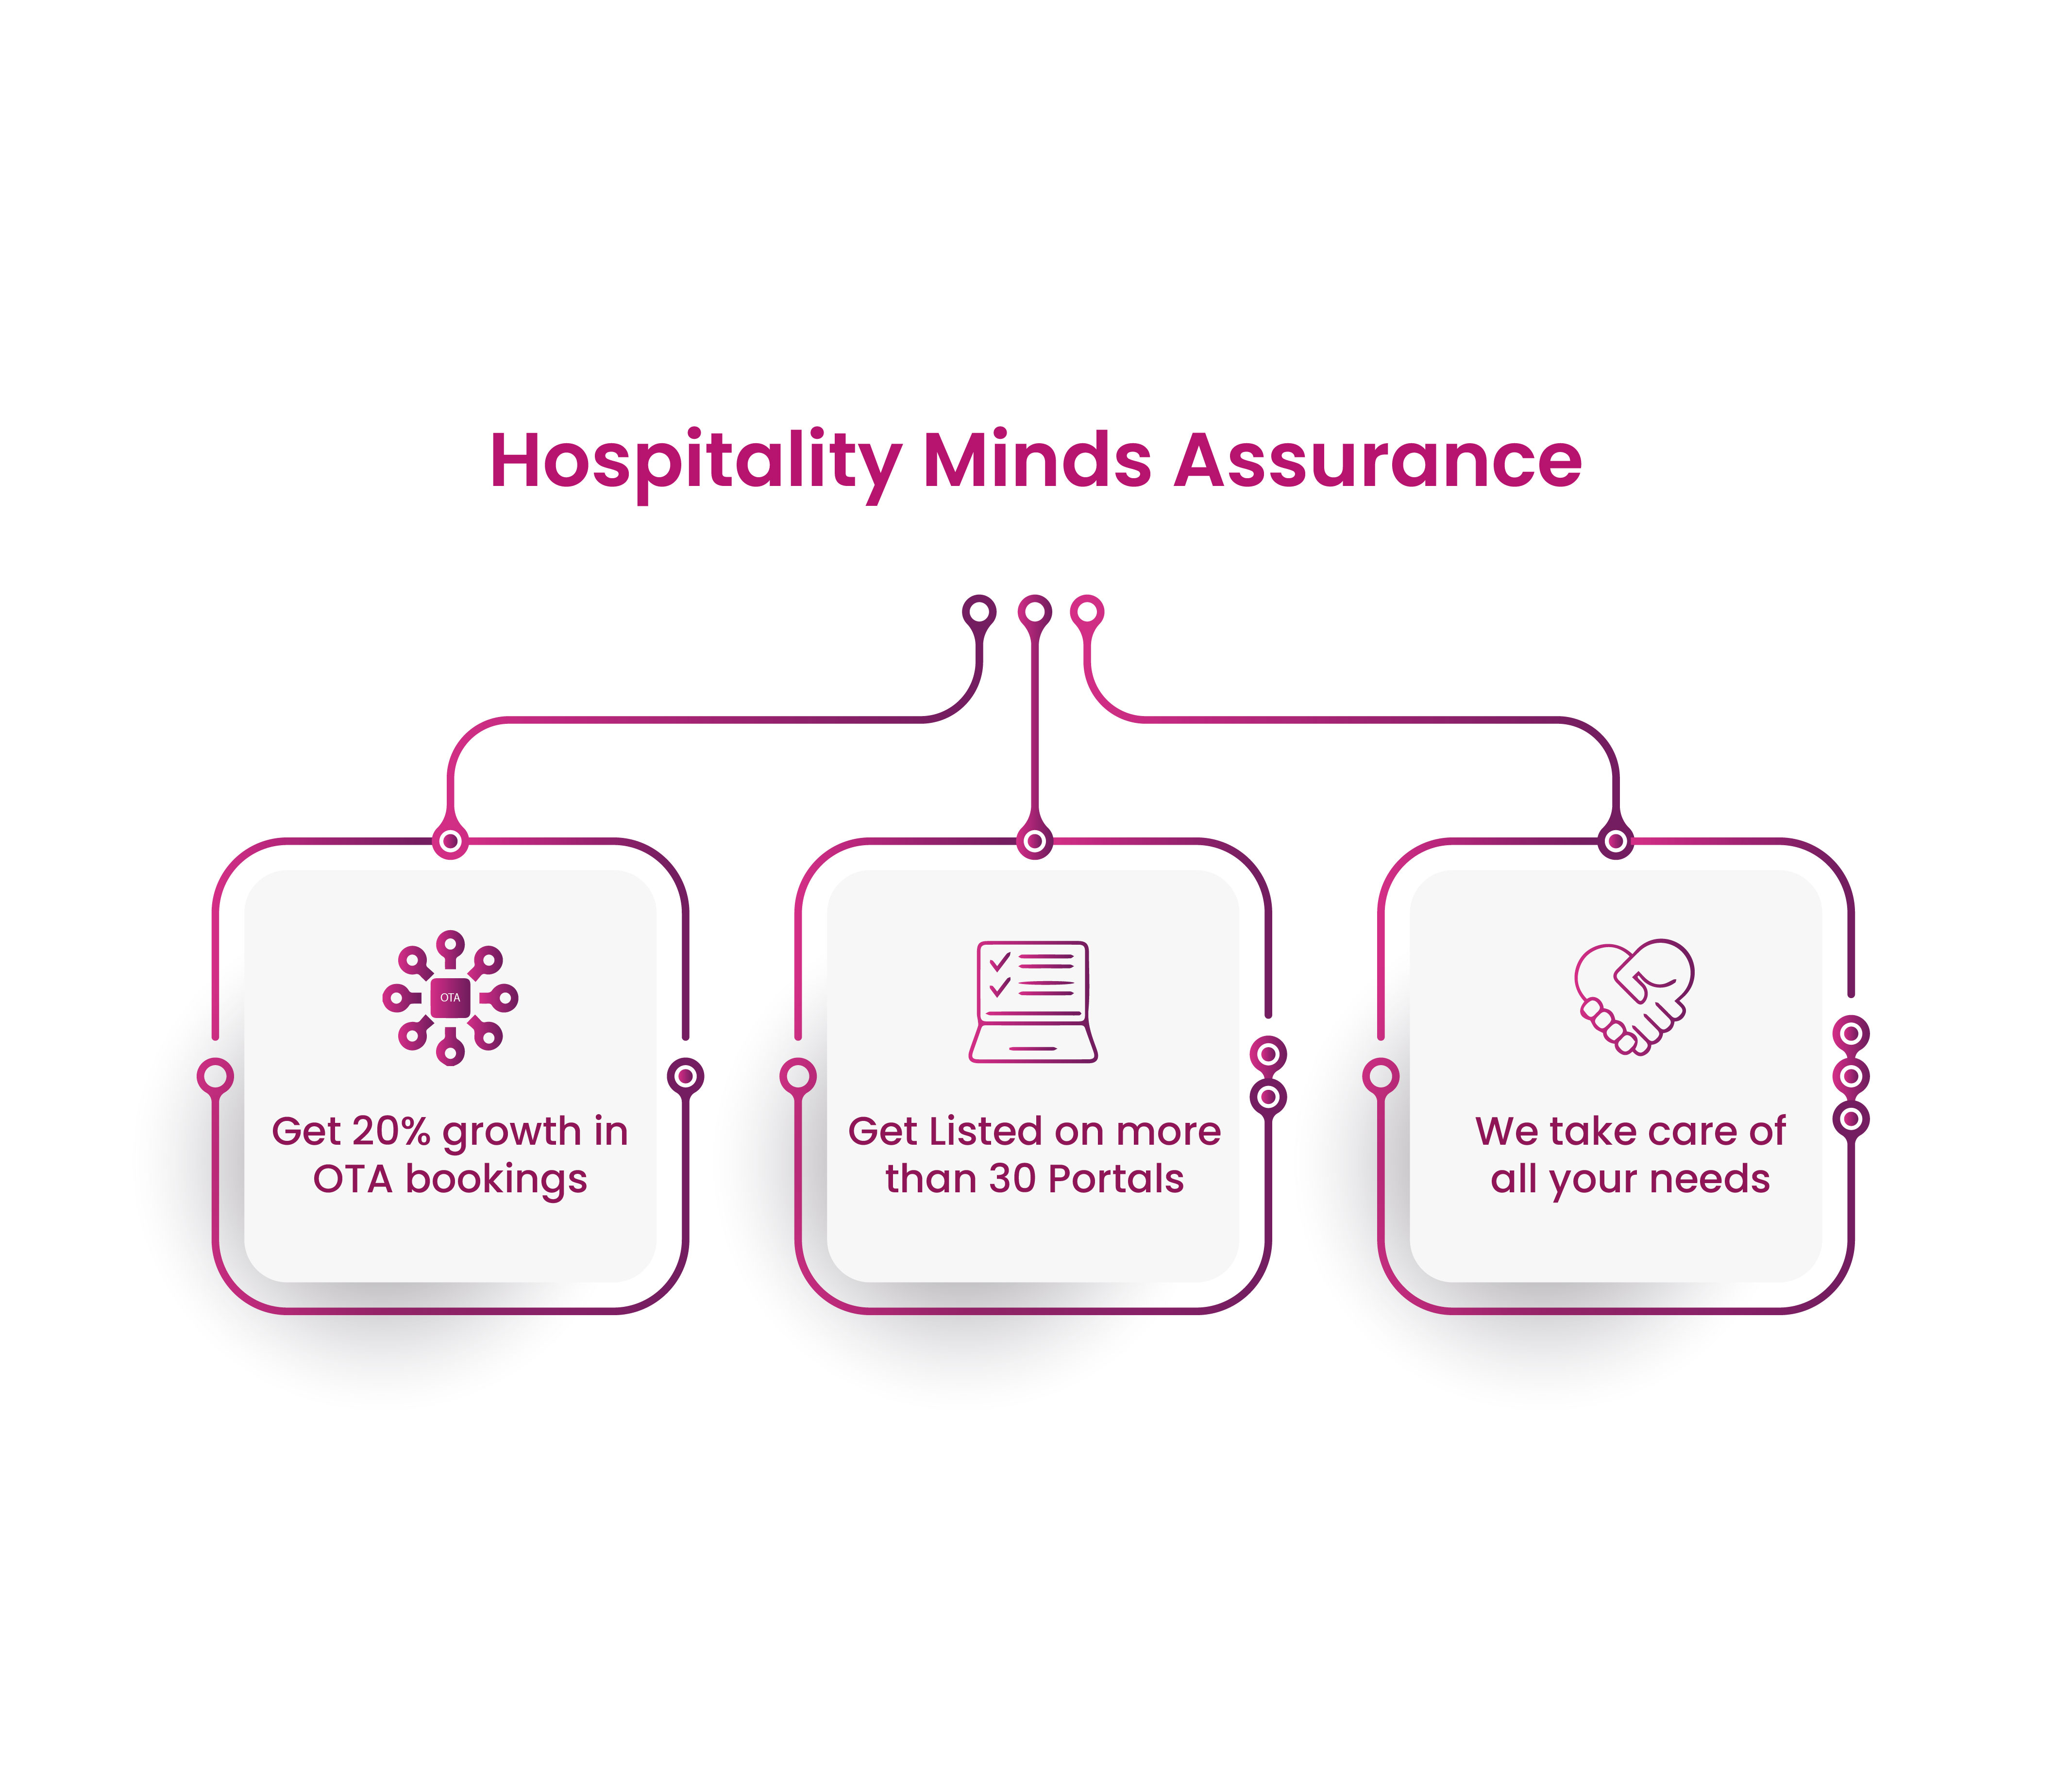 Hospitality Minds Assurance
OTA
Get 20% growth in
OTA bookings
Get Listed on more
than 30 Portals
We take care of
all your needs